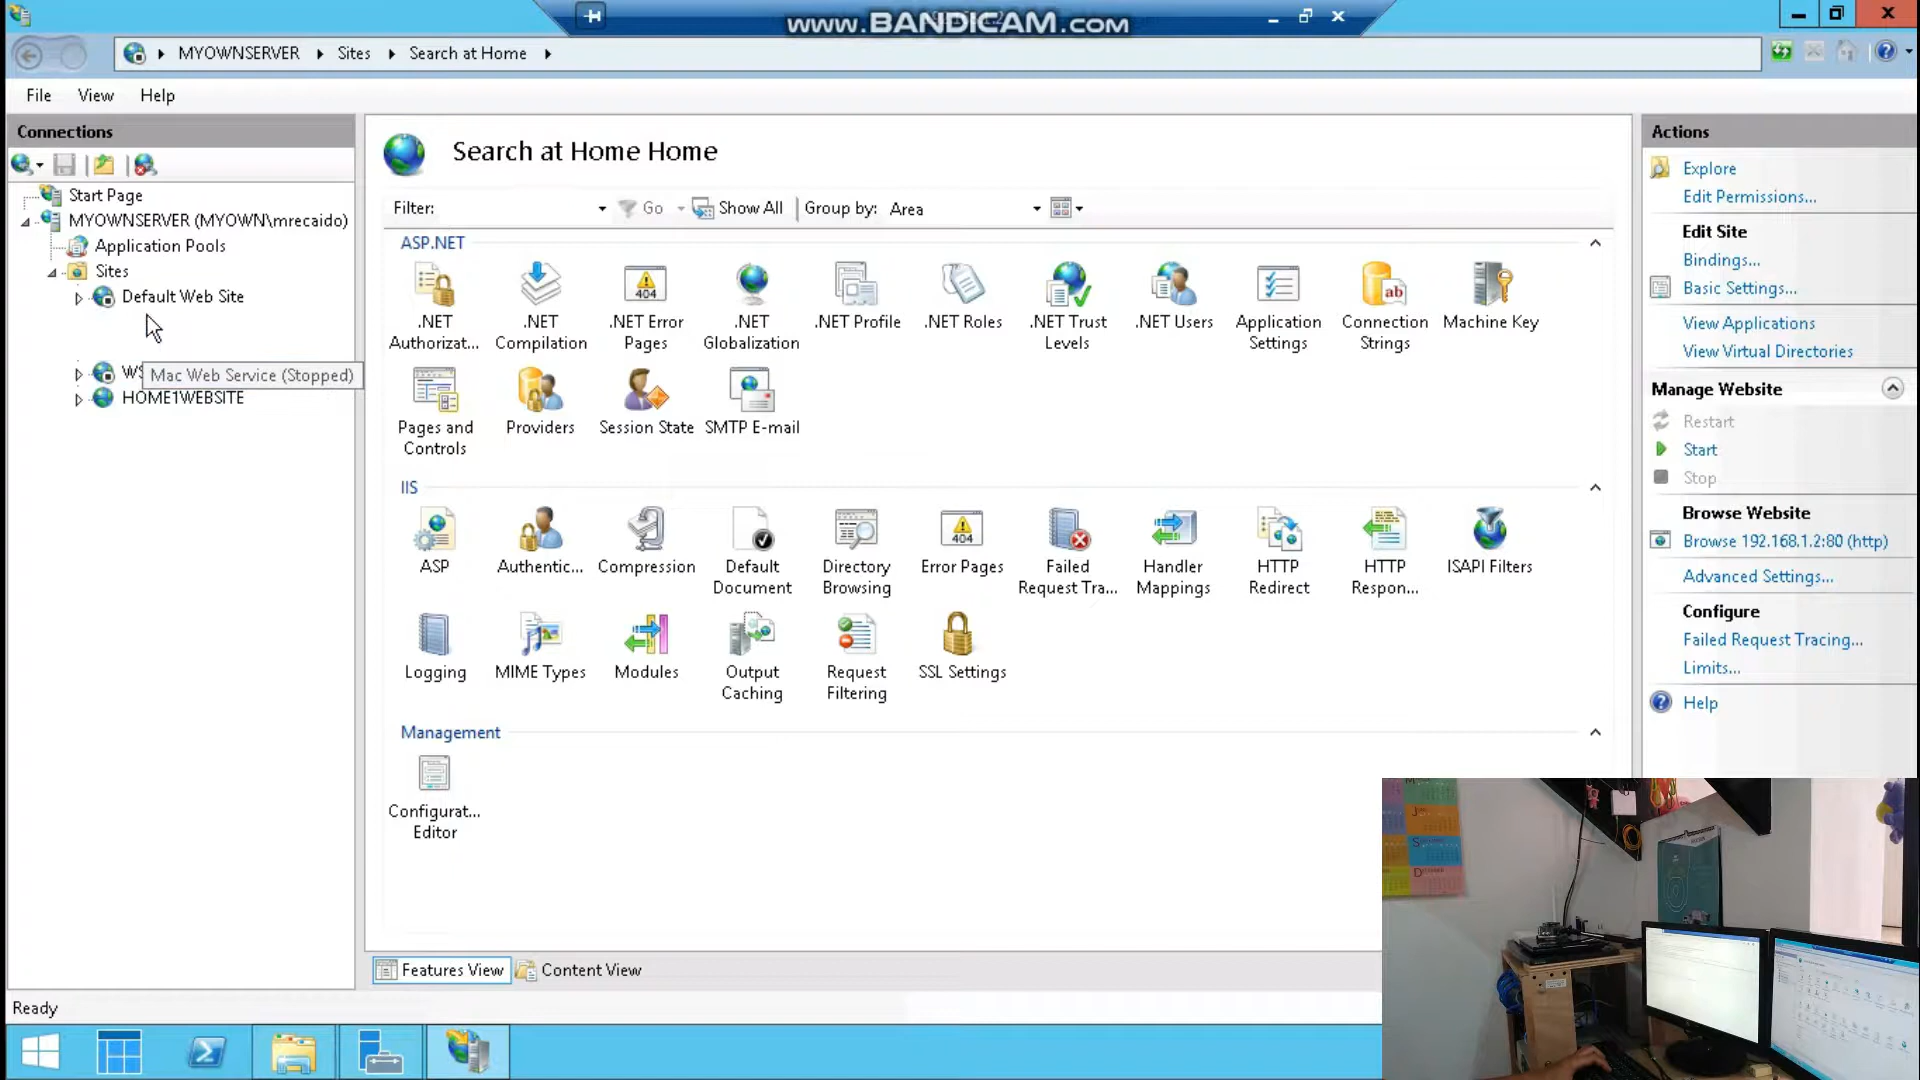 www.BANDICAM.com
MYOWNSERVER
Sites
Search at Home
File
View
Help
Connections
Start Page
MYOWNSERVER (MYOWN\mrecaido)
Application Pools
Sites
Default Web Site
Mac Web Service (Stopped)
HOME1WEBSITE
Search at Home Home
Filter:
Go
Show All
Group by:
Area
ASP.NET
.NET Authorizat...
.NET Compilation
.NET Error Pages
.NET Globalization
.NET Profile
.NET Roles
.NET Trust Levels
.NET Users
Application Settings
Connection Strings
Machine Key
Pages and Controls
Providers
Session State
SMTP E-mail
IIS
ASP
Authentic...
Compression
Default Document
Directory Browsing
Error Pages
Failed Request Tra...
Handler Mappings
HTTP Redirect
HTTP Respon...
ISAPI Filters
Logging
MIME Types
Modules
Output Caching
Request Filtering
SSL Settings
Management
Configurat... Editor
Features View
Content View
Ready
Actions
Explore
Edit Permissions...
Edit Site
Bindings...
Basic Settings...
View Applications
View Virtual Directories
Manage Website
Restart
Start
Stop
Browse Website
Browse 192.168.1.2:80 (http)
Advanced Settings...
Configure
Failed Request Tracing...
Limits...
Help